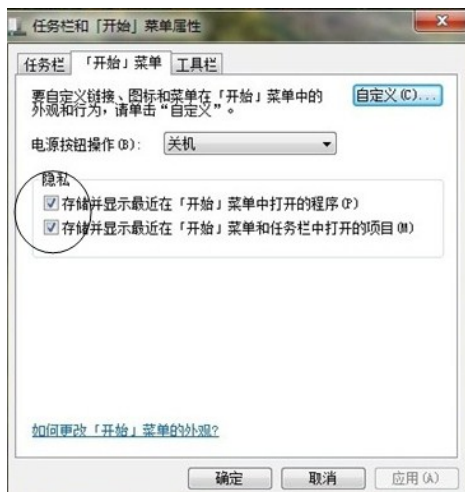 任务栏和「开始」菜单属性
任务栏 「开始」菜单 工具栏
要自定义链接、图标和菜单在「开始」菜单中的
外观和行为，请单击“自定义”。
自定义(C)...
电源按钮操作(B):
关机
隐私
存储并显示最近在「开始」菜单中打开的程序(P)
存储并显示最近在「开始」菜单和任务栏中打开的项目(M)
如何更改「开始」菜单的外观?
确定 取消 应用(A)